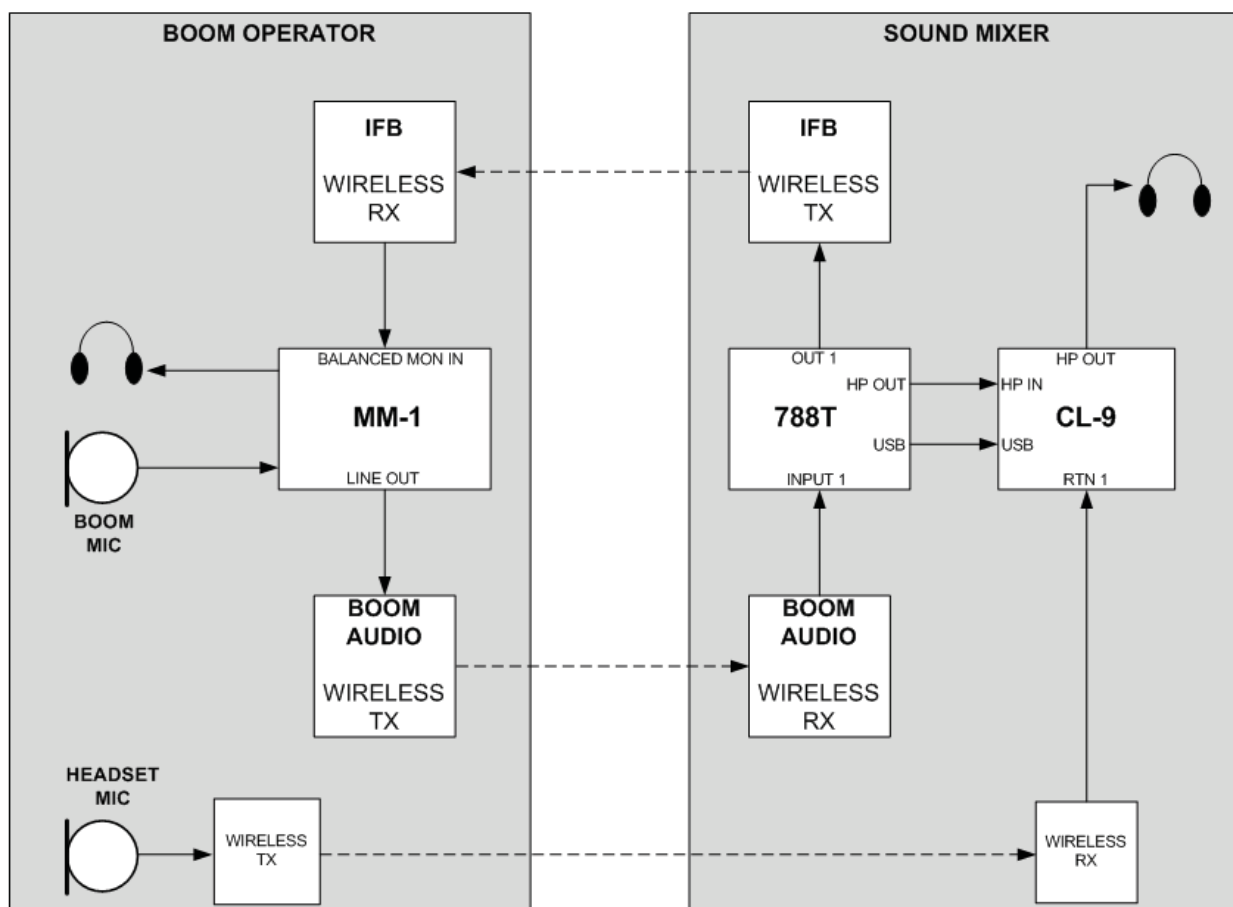 BOOM OPERATOR
IFB
WIRELESS
RX
BALANCED MON IN
MM-1
LINE OUT
BOOM
MIC
BOOM
AUDIO
WIRELESS
TX
HEADSET
MIC
WIRELESS
TX
SOUND MIXER
IFB
WIRELESS
TX
OUT 1
HP OUT
788T
USB
INPUT 1
HP OUT
HP IN
CL-9
USB
RTN 1
BOOM
AUDIO
WIRELESS
RX
WIRELESS
RX